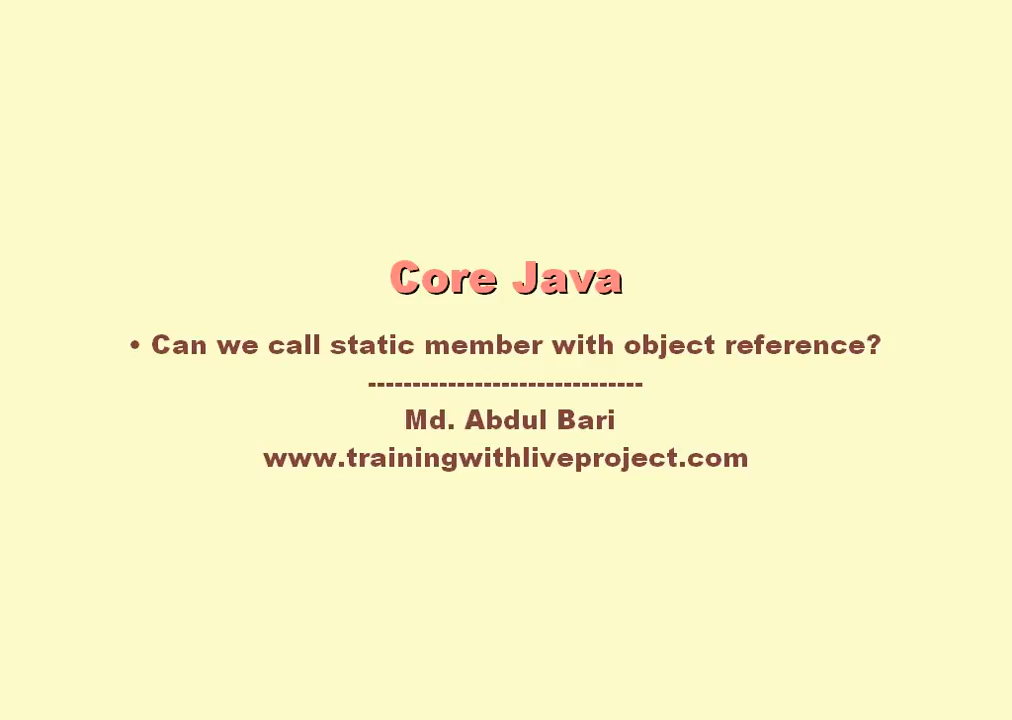 Core Java
• Can we call static member with object reference?
-------------------------------
Md. Abdul Bari
www.trainingwithliveproject.com